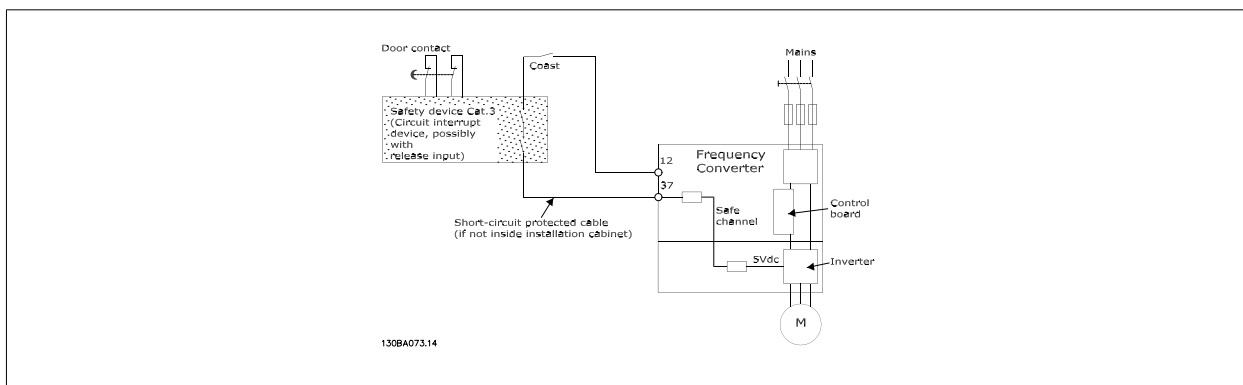 Door contact
Coast
Mains
Safety device Cat.3
(Circuit interrupt
device, possibly
with
release input)
12
37
Frequency
Converter
Safe
channel
Control
board
Short-circuit protected cable
(if not inside installation cabinet)
5Vdc
Inverter
M
130BA073.14